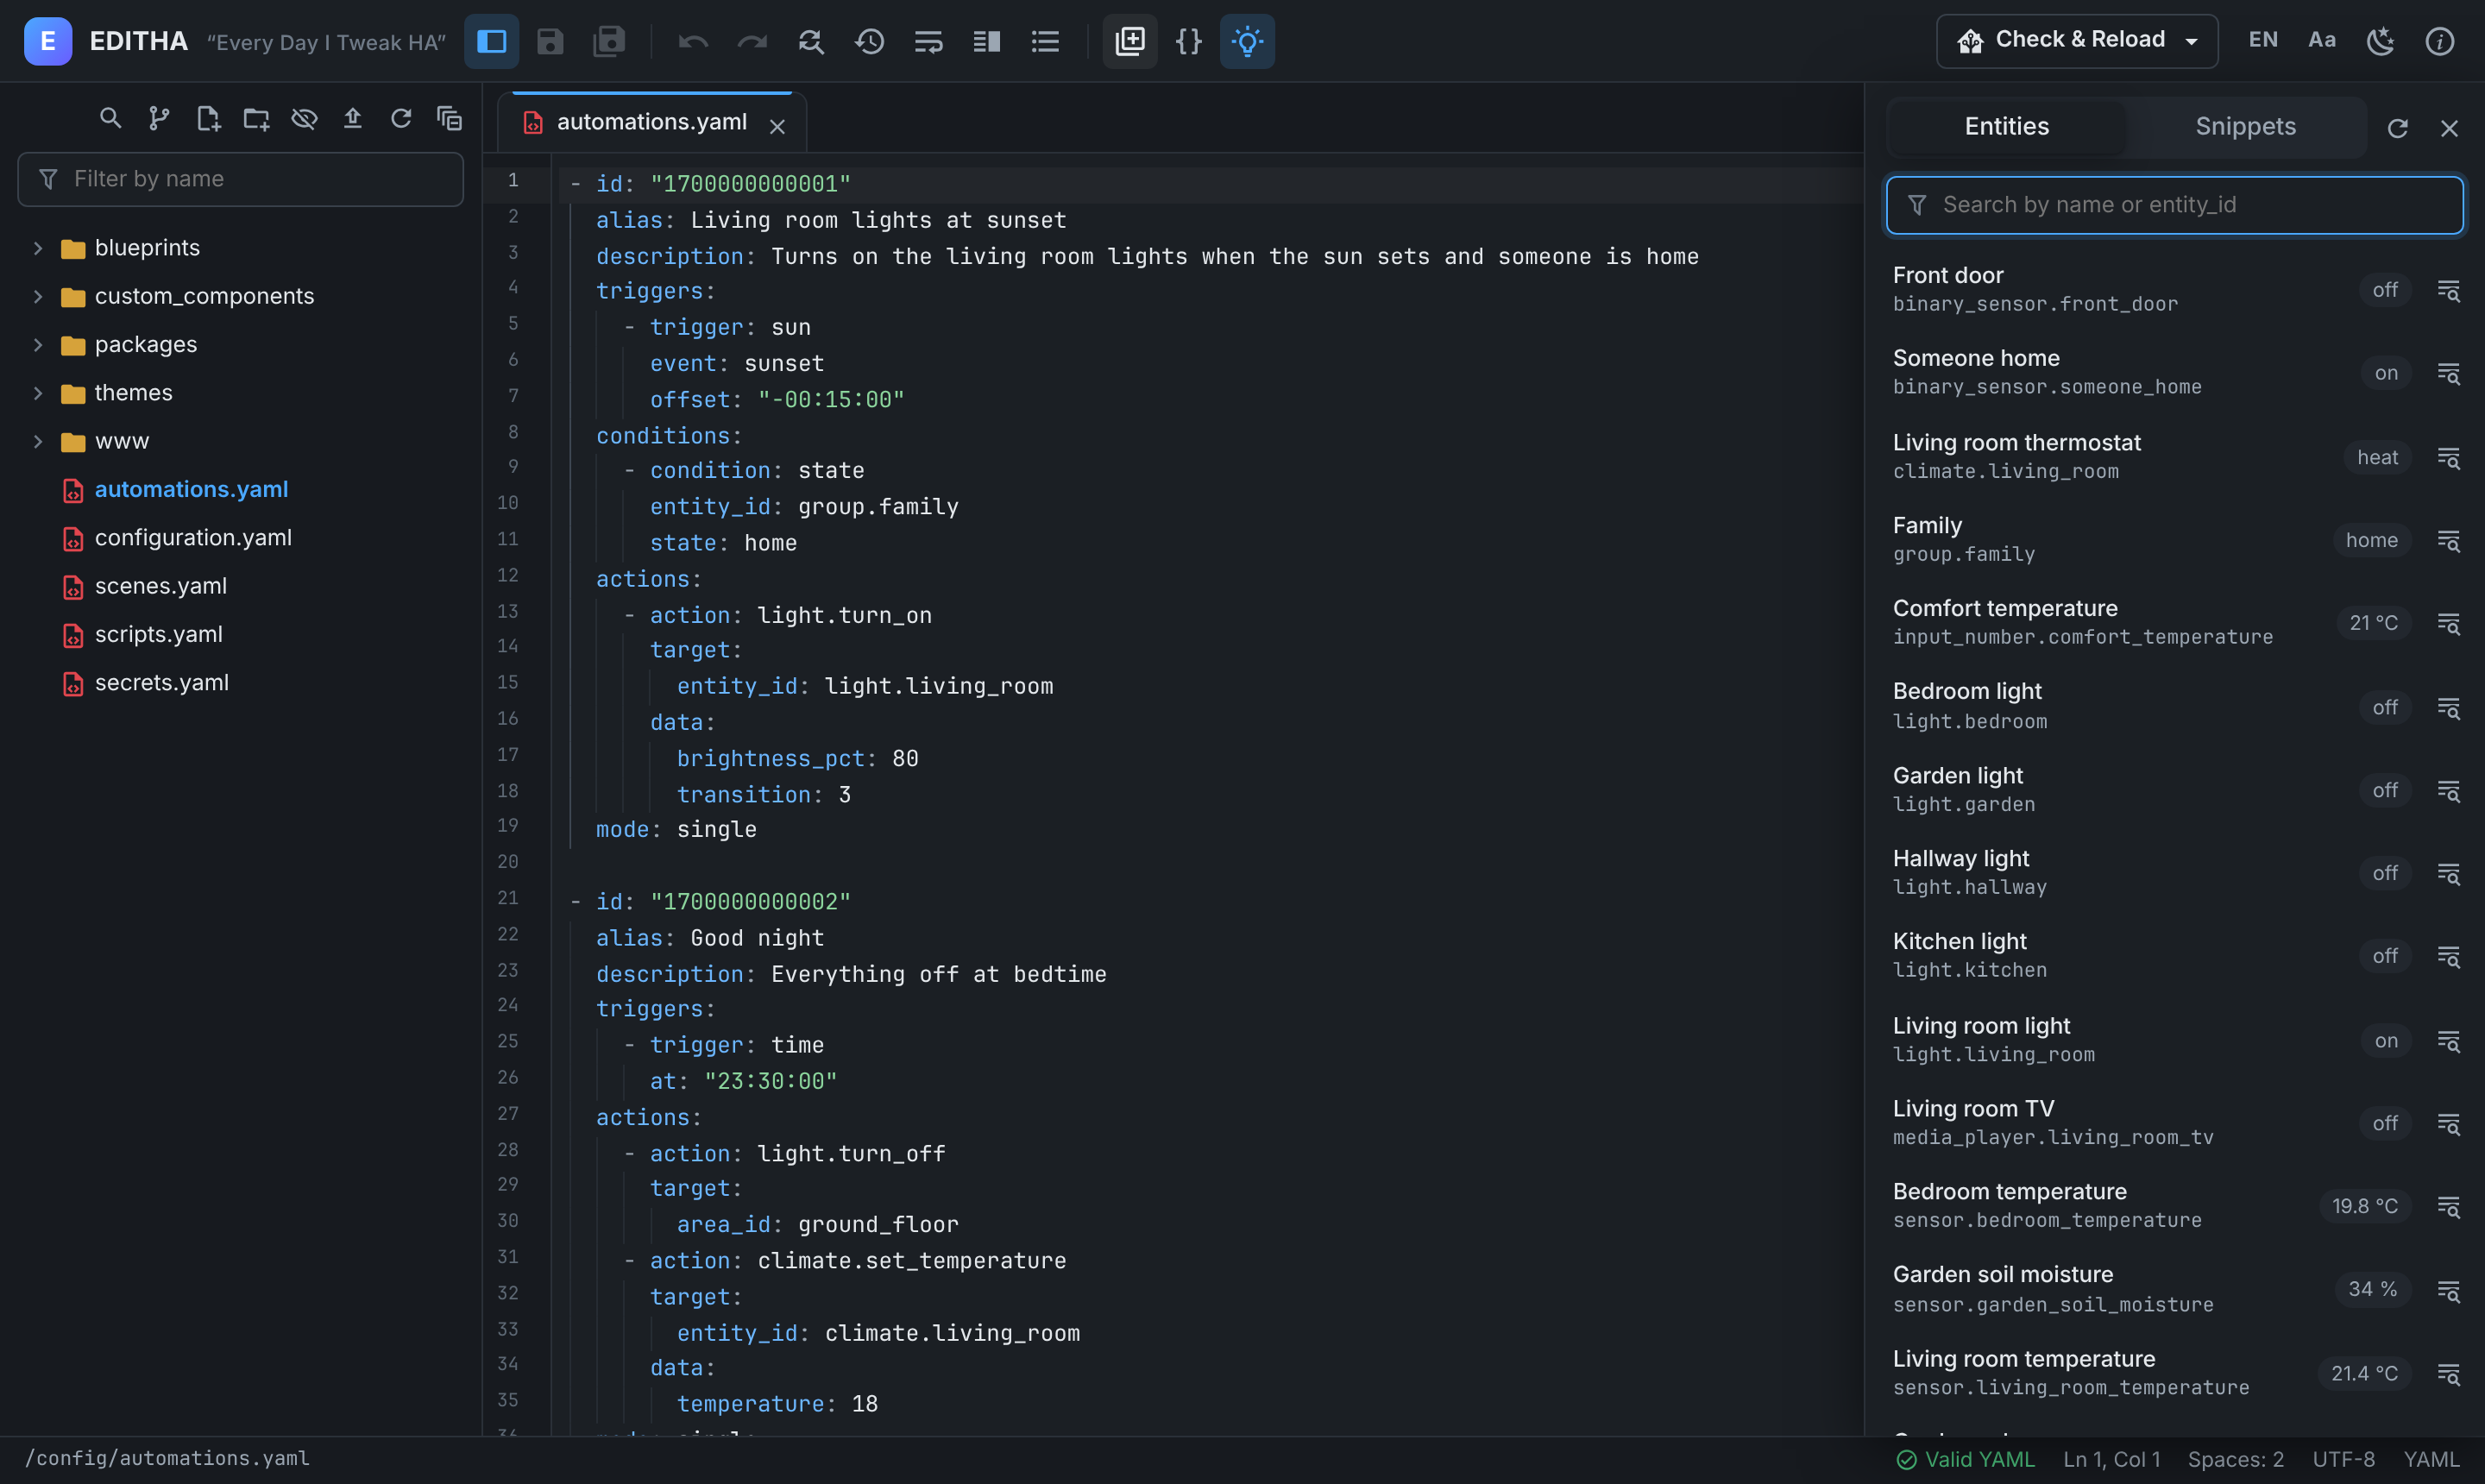 E EDITHA “Every Day I Tweak HA” Check & Reload EN Aa
Filter by name
blueprints
custom_components
packages
themes
www
automations.yaml
configuration.yaml
scenes.yaml
scripts.yaml
secrets.yaml
automations.yaml
1 - id: "1700000000001"
2 alias: Living room lights at sunset
3 description: Turns on the living room lights when the sun sets and someone is home
4 triggers:
5 - trigger: sun
6 event: sunset
7 offset: "-00:15:00"
8 conditions:
9 - condition: state
10 entity_id: group.family
11 state: home
12 actions:
13 - action: light.turn_on
14 target:
15 entity_id: light.living_room
16 data:
17 brightness_pct: 80
18 transition: 3
19 mode: single
20
21 - id: "1700000000002"
22 alias: Good night
23 description: Everything off at bedtime
24 triggers:
25 - trigger: time
26 at: "23:30:00"
27 actions:
28 - action: light.turn_off
29 target:
30 area_id: ground_floor
31 - action: climate.set_temperature
32 target:
33 entity_id: climate.living_room
34 data:
35 temperature: 18
Entities Snippets
Search by name or entity_id
Front door
binary_sensor.front_door
off
Someone home
binary_sensor.someone_home
on
Living room thermostat
climate.living_room
heat
Family
group.family
home
Comfort temperature
input_number.comfort_temperature
21 °C
Bedroom light
light.bedroom
off
Garden light
light.garden
off
Hallway light
light.hallway
off
Kitchen light
light.kitchen
off
Living room light
light.living_room
on
Living room TV
media_player.living_room_tv
off
Bedroom temperature
sensor.bedroom_temperature
19.8 °C
Garden soil moisture
sensor.garden_soil_moisture
34 %
Living room temperature
sensor.living_room_temperature
21.4 °C
/config/automations.yaml Valid YAML Ln 1, Col 1 Spaces: 2 UTF-8 YAML